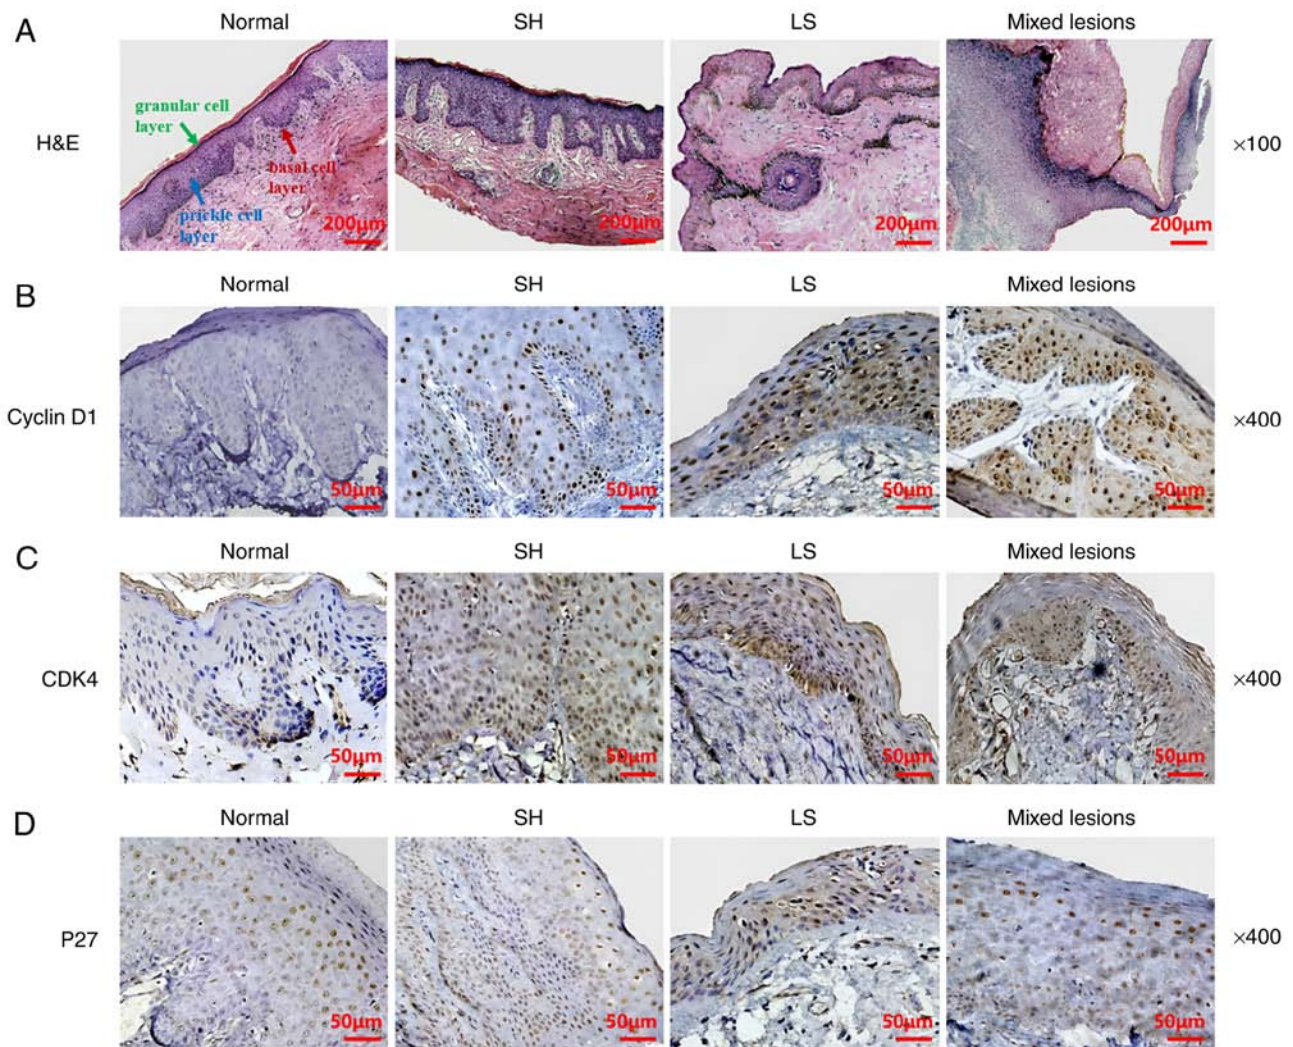 A
Normal
SH
LS
Mixed lesions
H&E
granular cell
layer
basal cell
layer
prickle cell
layer
200μm
200μm
200μm
200μm
×100
B
Normal
SH
LS
Mixed lesions
Cyclin D1
50μm
50μm
50μm
50μm
×400
C
Normal
SH
LS
Mixed lesions
CDK4
50μm
50μm
50μm
50μm
×400
D
Normal
SH
LS
Mixed lesions
P27
50μm
50μm
50μm
50μm
×400